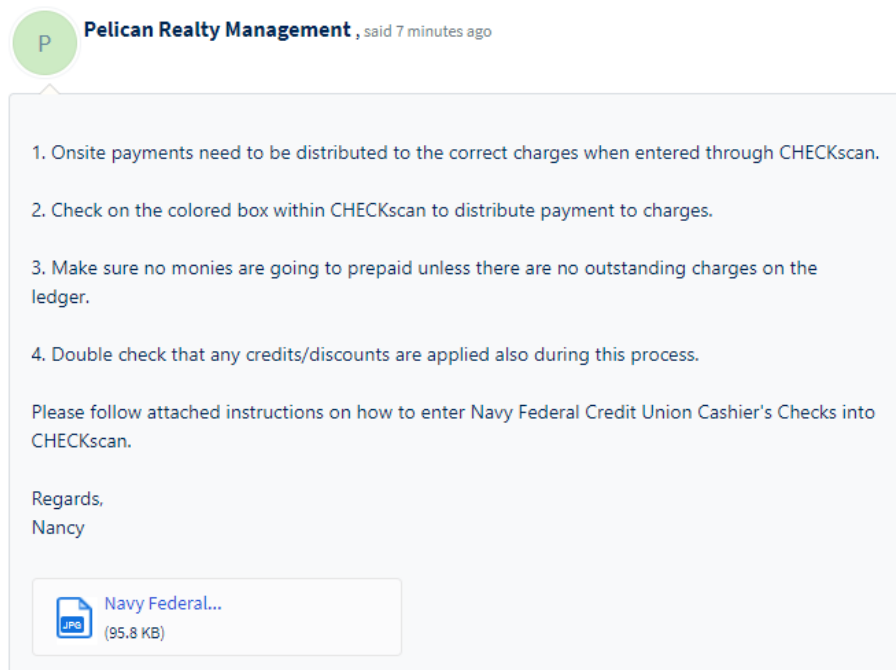 P
Pelican Realty Management , said 7 minutes ago
1. Onsite payments need to be distributed to the correct charges when entered through CHECKscan.
2. Check on the colored box within CHECKscan to distribute payment to charges.
3. Make sure no monies are going to prepaid unless there are no outstanding charges on the
ledger.
4. Double check that any credits/discounts are applied also during this process.
Please follow attached instructions on how to enter Navy Federal Credit Union Cashier's Checks into
CHECKscan.
Regards,
Nancy
Navy Federal...
JPG
(95.8 KB)